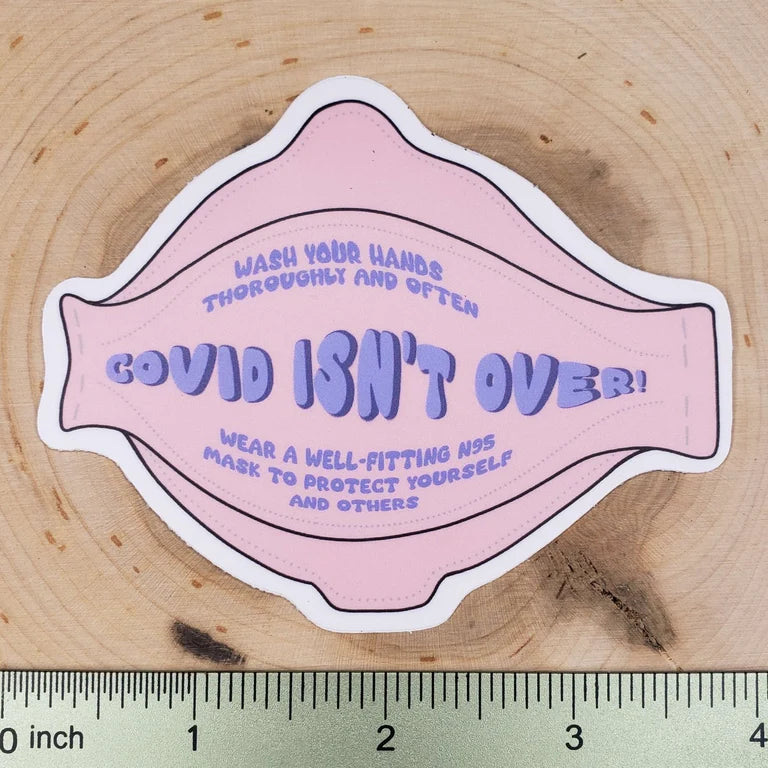 WASH YOUR HANDS
THOROUGHLY AND OFTEN
COVID ISN'T OVER!
WEAR A WELL-FITTING N95
MASK TO PROTECT YOURSELF
AND OTHERS
0 inch 1 2 3 4